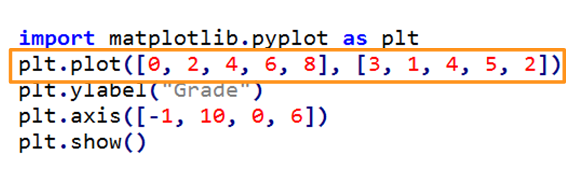 import matplotlib.pyplot as plt
plt.plot([0, 2, 4, 6, 8], [3, 1, 4, 5, 2])
plt.ylabel("Grade")
plt.axis([-1, 10, 0, 6])
plt.show()